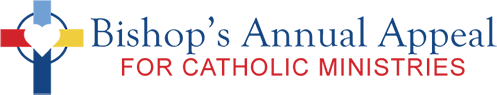 Bishop's Annual Appeal
FOR CATHOLIC MINISTRIES